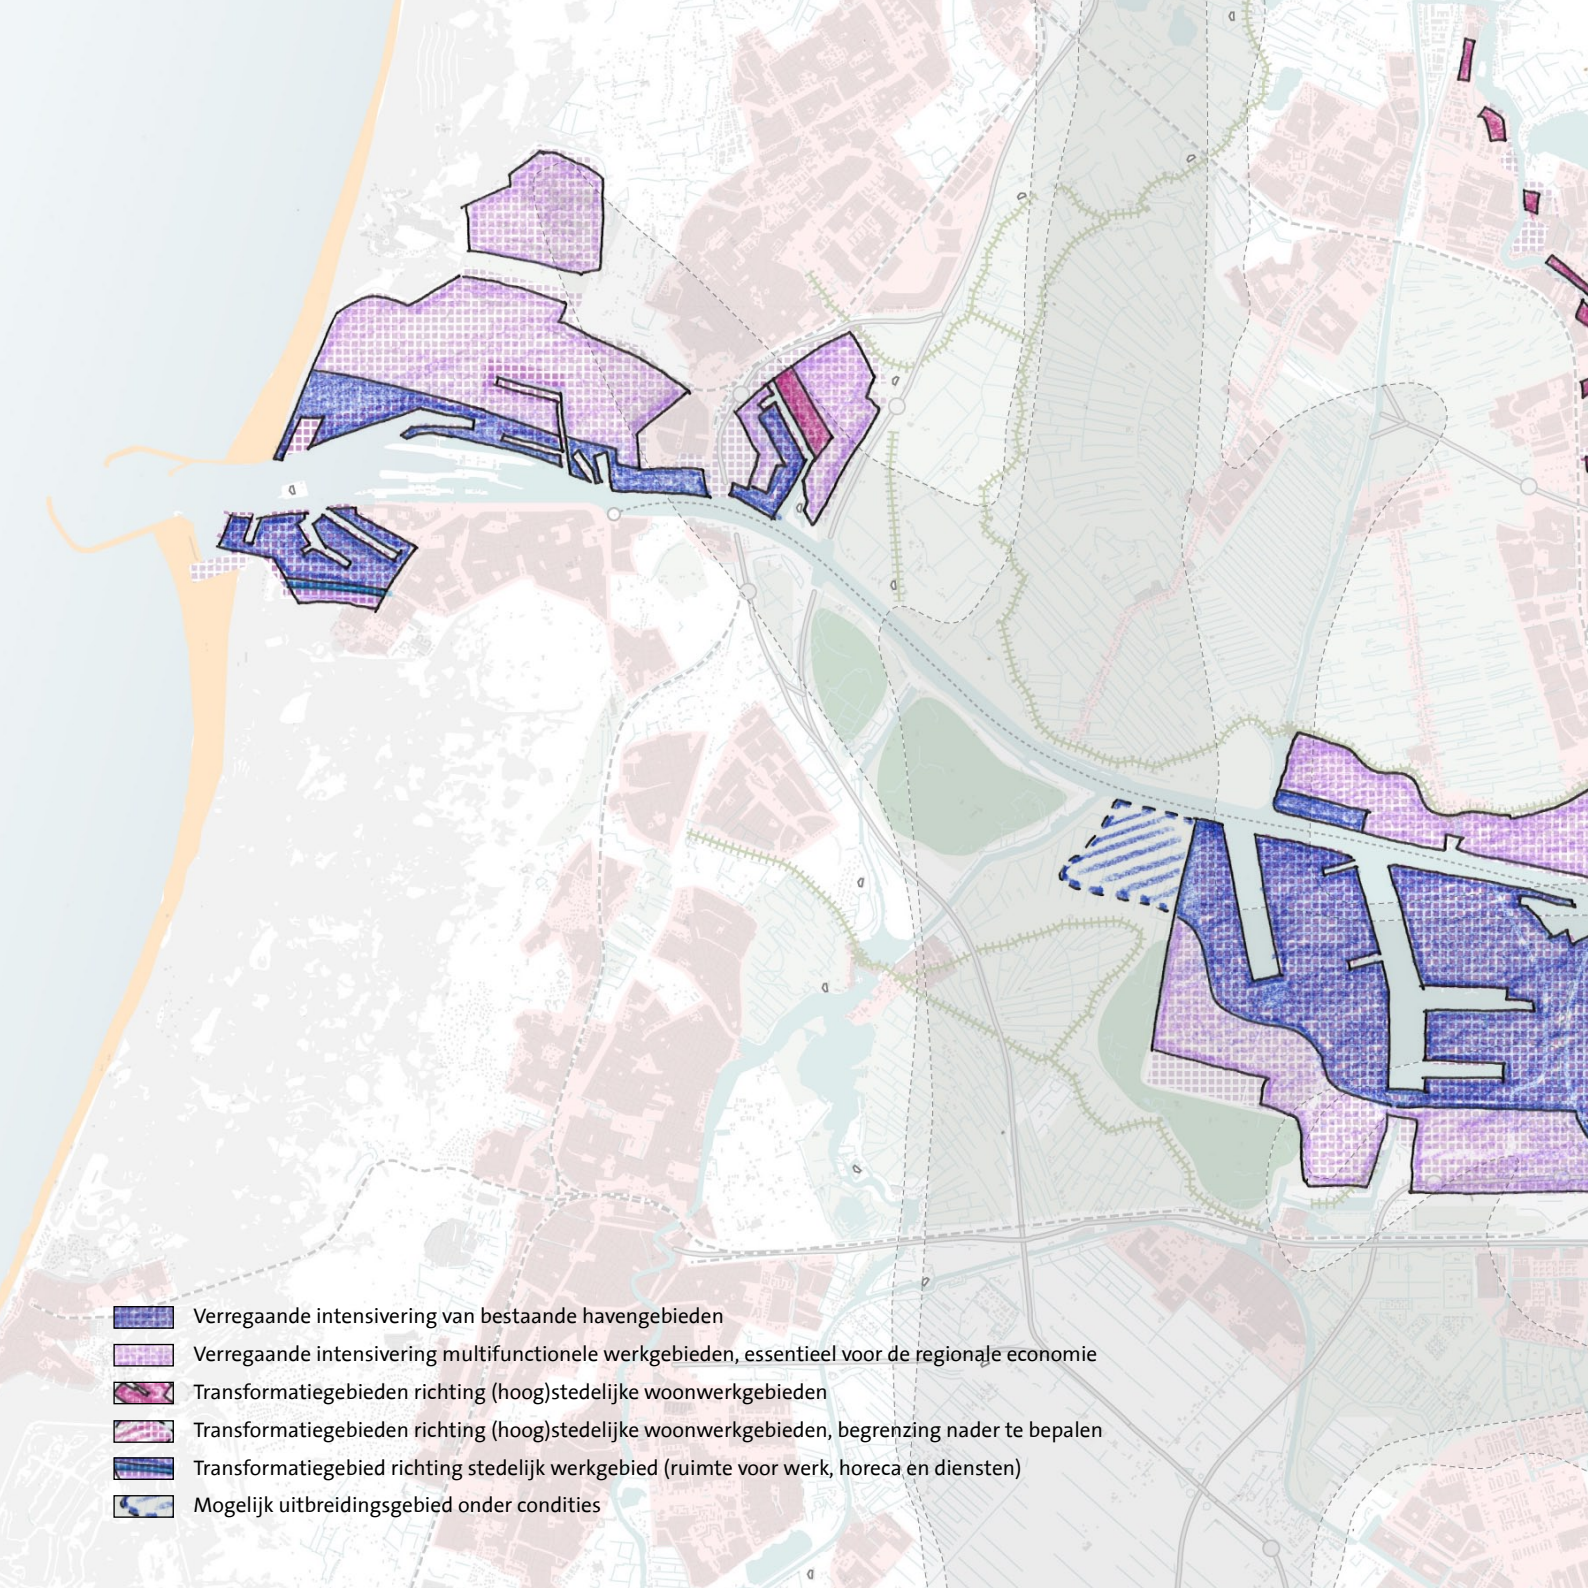 Verregaande intensivering van bestaande havengebieden
Verregaande intensivering multifunctionele werkgebieden, essentieel voor de regionale economie
Transformatiegebieden richting (hoog)stedelijke woonwerkgebieden
Transformatiegebieden richting (hoog)stedelijke woonwerkgebieden, begrenzing nader te bepalen
Transformatiegebied richting stedelijk werkgebied (ruimte voor werk, horeca en diensten)
Mogelijk uitbreidingsgebied onder condities